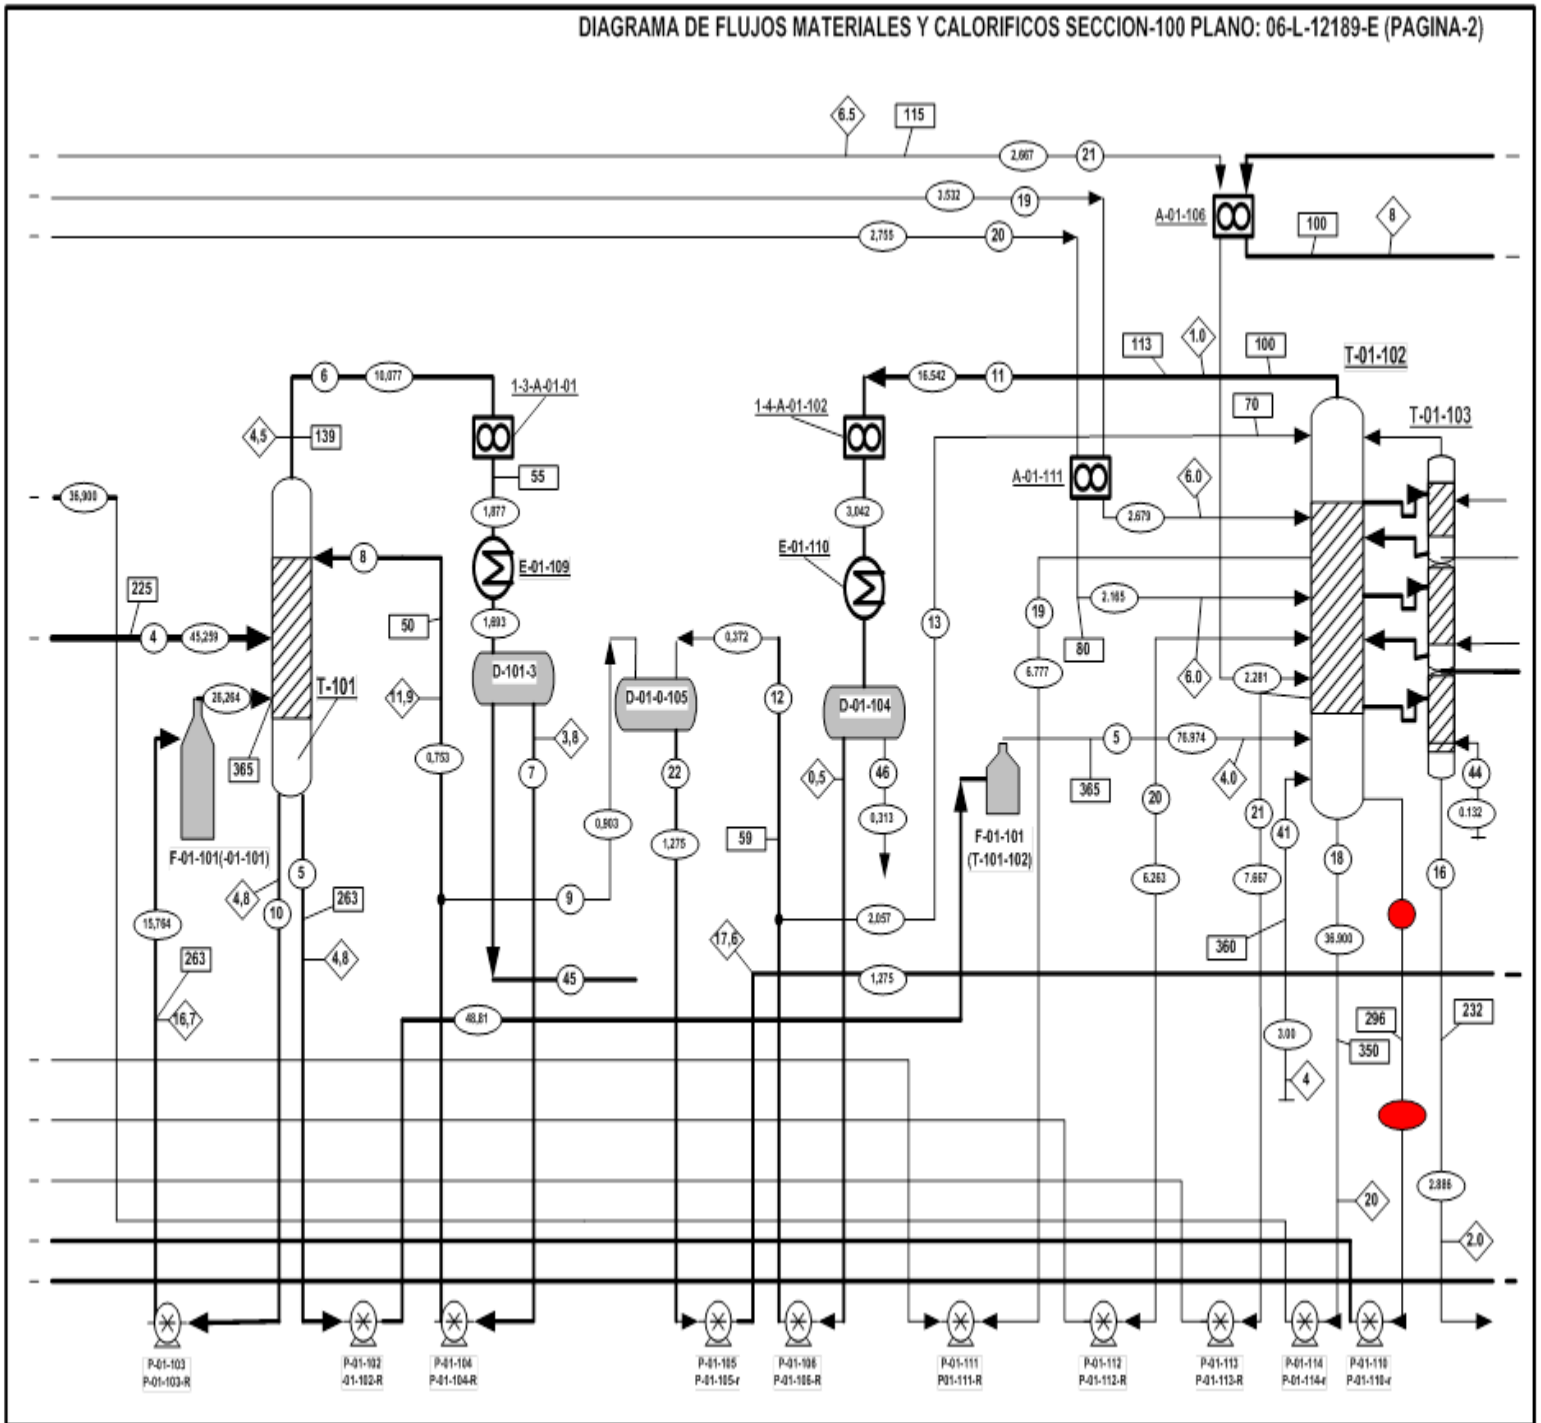 DIAGRAMA DE FLUJOS MATERIALES Y CALORIFICOS SECCION-100 PLANO: 06-L-12189-E (PAGINA-2)
6.5
115
2,667
21
3.532
19
A-01-106
100
8
2,755
20
6
10,077
1-3-A-01-01
4,5
139
55
1,877
E-01-109
1,693
D-101-3
3,8
7
36,900
225
4
45,259
8
50
11,9
0,753
T-101
26,264
365
F-01-101(-01-101)
4,8
5
10
263
4,8
15,764
263
16,7
9
0,903
45
48,81
1-4-A-01-102
16.542
11
113
1.0
100
T-01-102
T-01-103
70
3,042
E-01-110
A-01-111
6.0
2.679
13
19
2.165
80
6.0
6.777
2.281
0,372
D-01-0-105
12
D-01-104
22
1,275
0,5
46
0,313
59
2,057
17,6
1,275
5
76.974
365
4.0
F-01-101
(T-101-102)
20
6.263
21
7.667
41
360
3.00
4
18
36.900
350
296
20
44
0.132
16
232
2.886
2.0
P-01-103
P-01-103-R
P-01-102
-01-102-R
P-01-104
P-01-104-R
P-01-105
P-01-105-r
P-01-106
P-01-106-R
P-01-111
P01-111-R
P-01-112
P-01-112-R
P-01-113
P-01-113-R
P-01-114
P-01-114-r
P-01-110
P-01-110-r